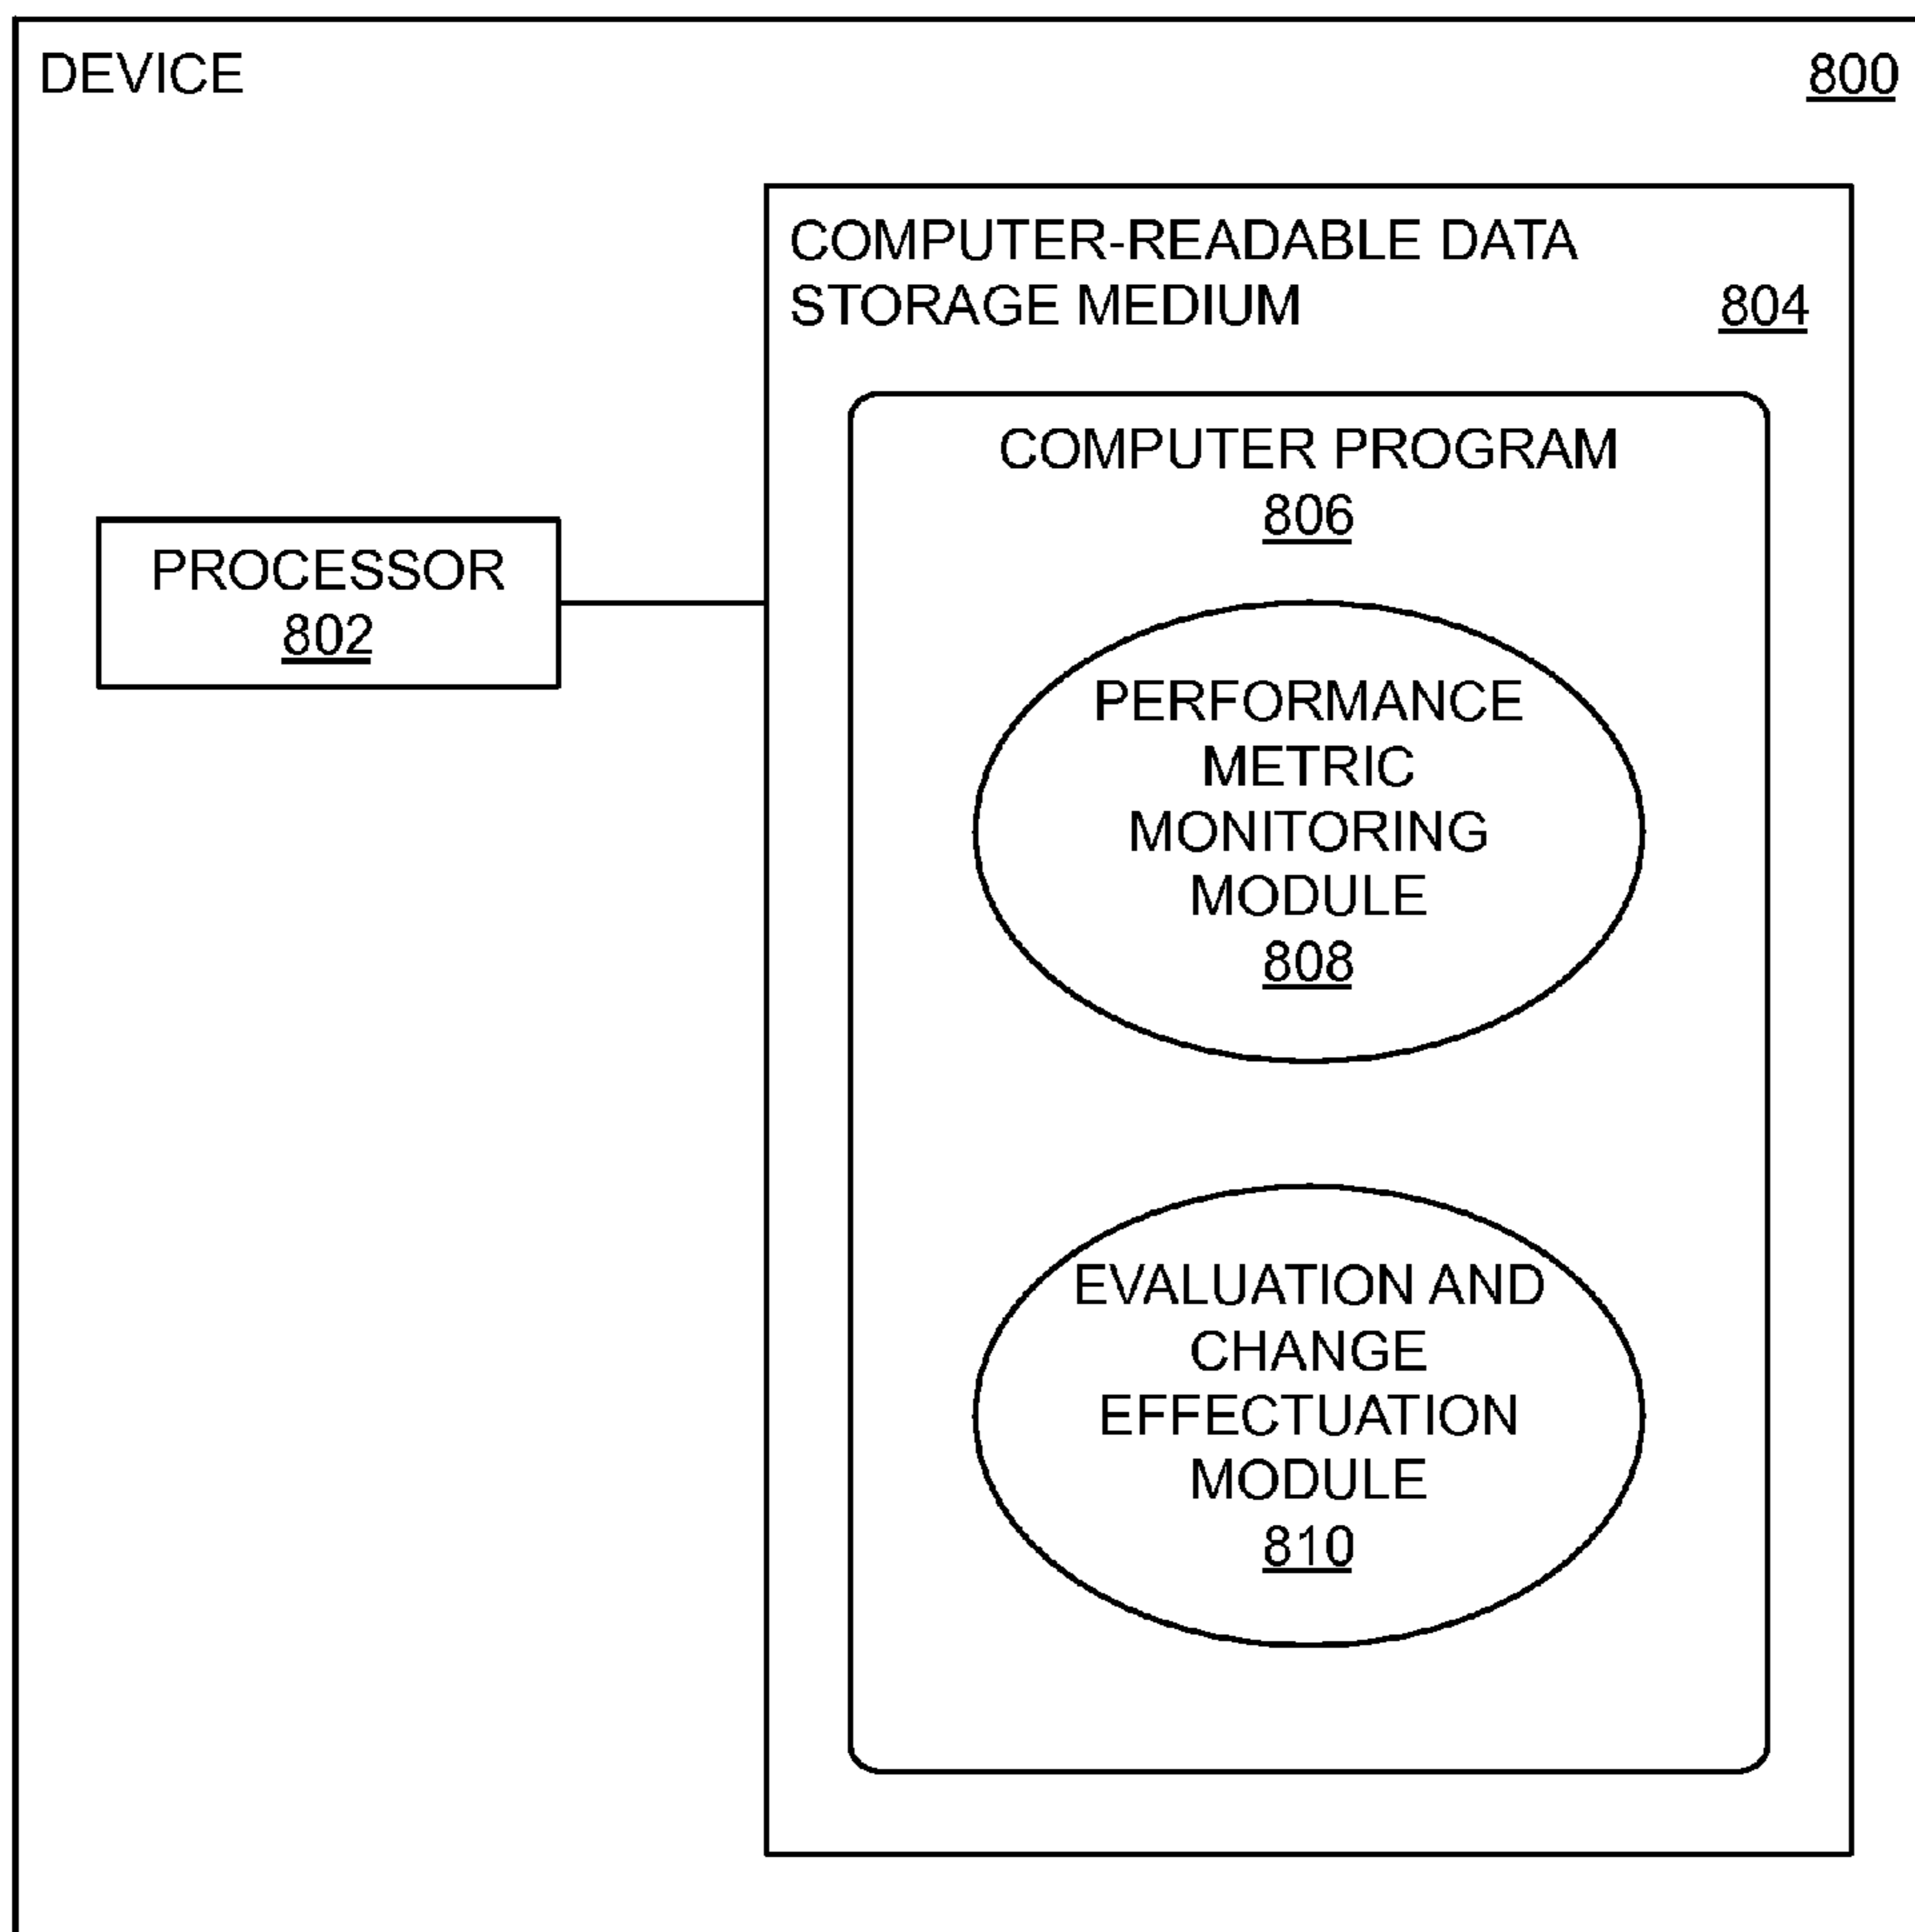 DEVICE
800
COMPUTER-READABLE DATA
STORAGE MEDIUM
804
COMPUTER PROGRAM
806
PROCESSOR
802
PERFORMANCE
METRIC
MONITORING
MODULE
808
EVALUATION AND
CHANGE
EFFECTUATION
MODULE
810